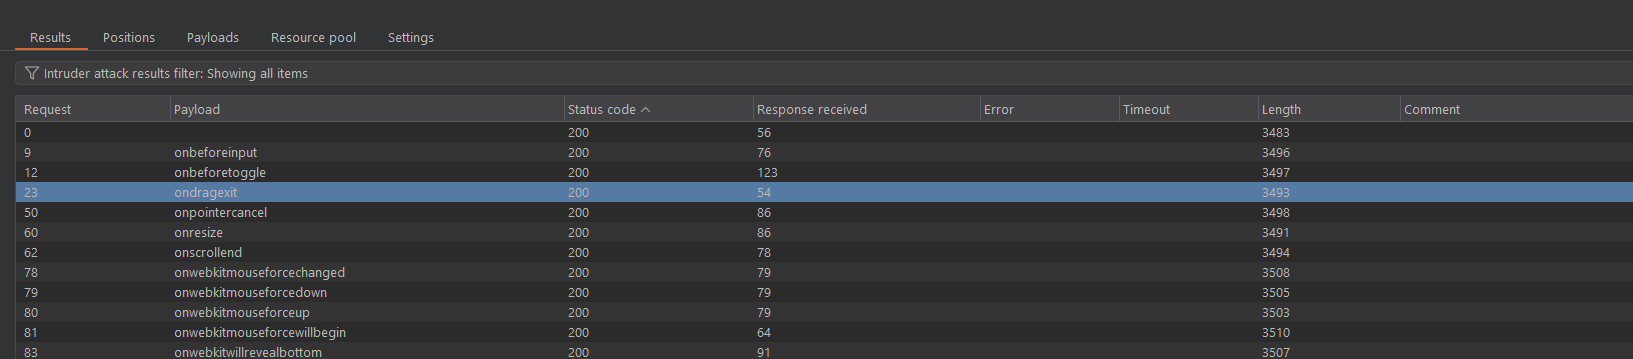 Results Positions Payloads Resource pool Settings
Intruder attack results filter: Showing all items
Request Payload Status code Response received Error Timeout Length Comment
0 200 56 3483
9 onbeforeinput 200 76 3496
12 onbeforetoggle 200 123 3497
23 ondragexit 200 54 3493
50 onpointercancel 200 86 3498
60 onresize 200 86 3491
62 onscrollend 200 78 3494
78 onwebkitmouseforcechanged 200 79 3508
79 onwebkitmouseforcedown 200 79 3505
80 onwebkitmouseforceup 200 79 3503
81 onwebkitmouseforcewillbegin 200 64 3510
83 onwebkitwillrevealbottom 200 91 3507